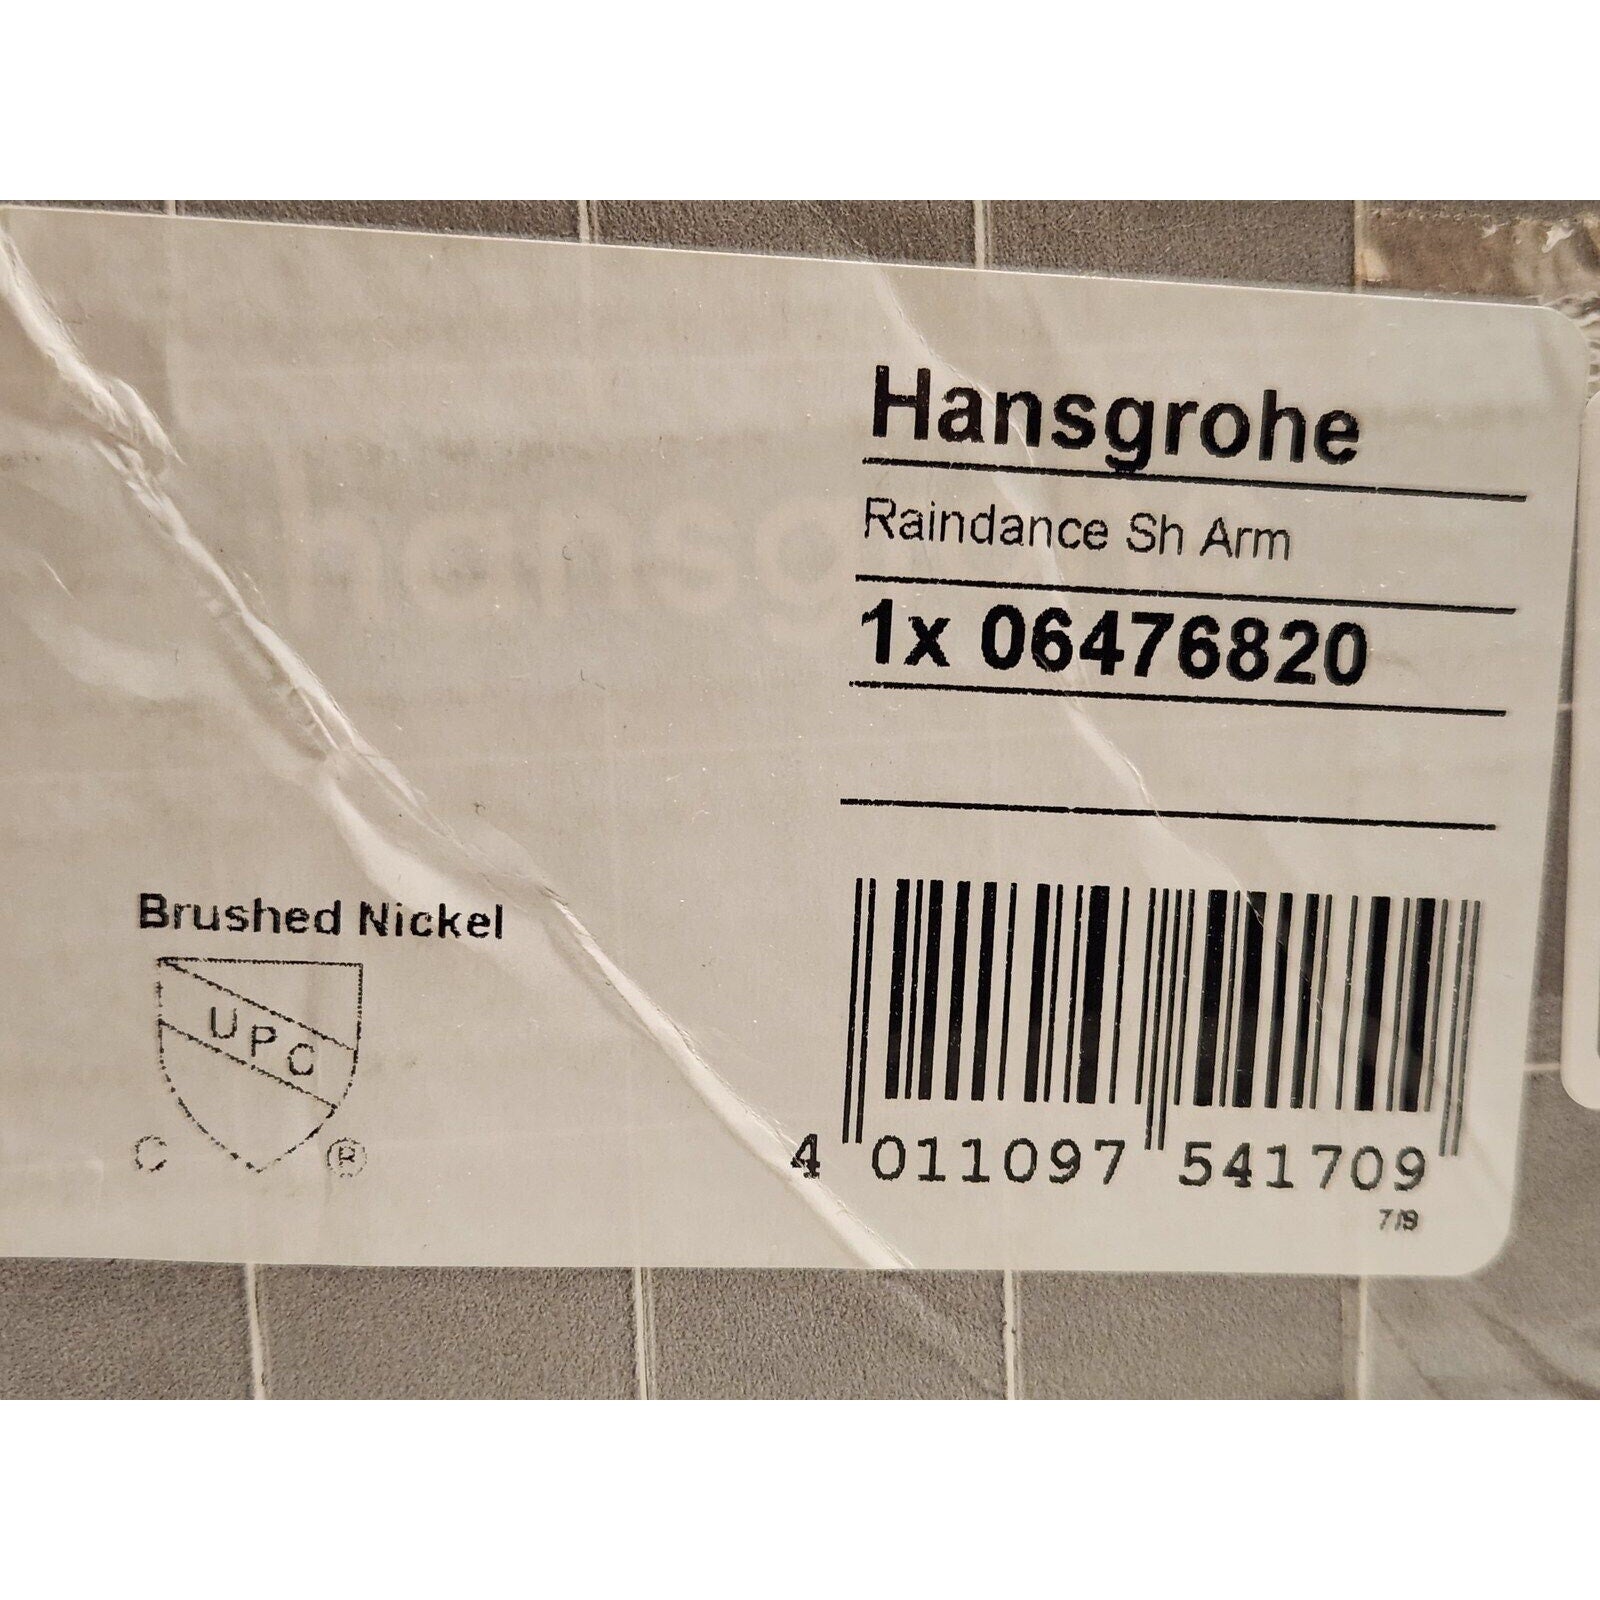 Hansgrohe
Raindance Sh Arm
1x 06476820
Brushed Nickel
UPC
C ®
4 011097 541709
7/9